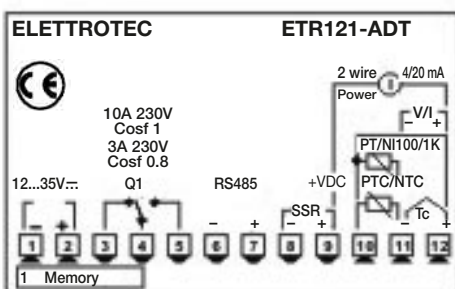 ELETTROTEC ETR121-ADT
CE
2 wire 4/20 mA
Power
10A 230V
Cosf 1
3A 230V
Cosf 0.8
V/I
− +
PT/NI100/1K
12...35V Q1 RS485 +VDC PTC/NTC
SSR Tc
− + − + − + − +
1 2 3 4 5 6 7 8 9 10 11 12
1 Memory